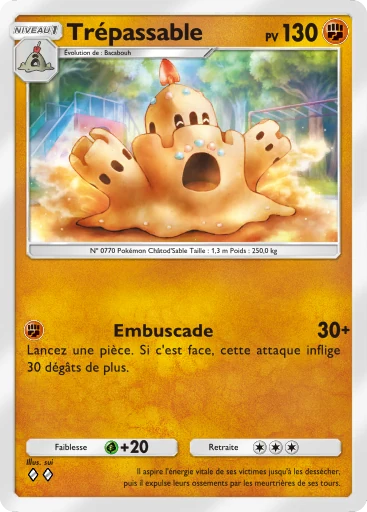 NIVEAU 1
Trépassable
PV 130
Évolution de : Bacabouh
N° 0770 Pokémon Châtod'Sable Taille : 1,3 m Poids : 250,0 kg
Embuscade 30+
Lancez une pièce. Si c'est face, cette attaque inflige
30 dégâts de plus.
Faiblesse +20 Retraite
Illus. sui
Il aspire l'énergie vitale de ses victimes jusqu'à les dessécher,
puis il expulse leurs ossements par les meurtrières de ses tours.